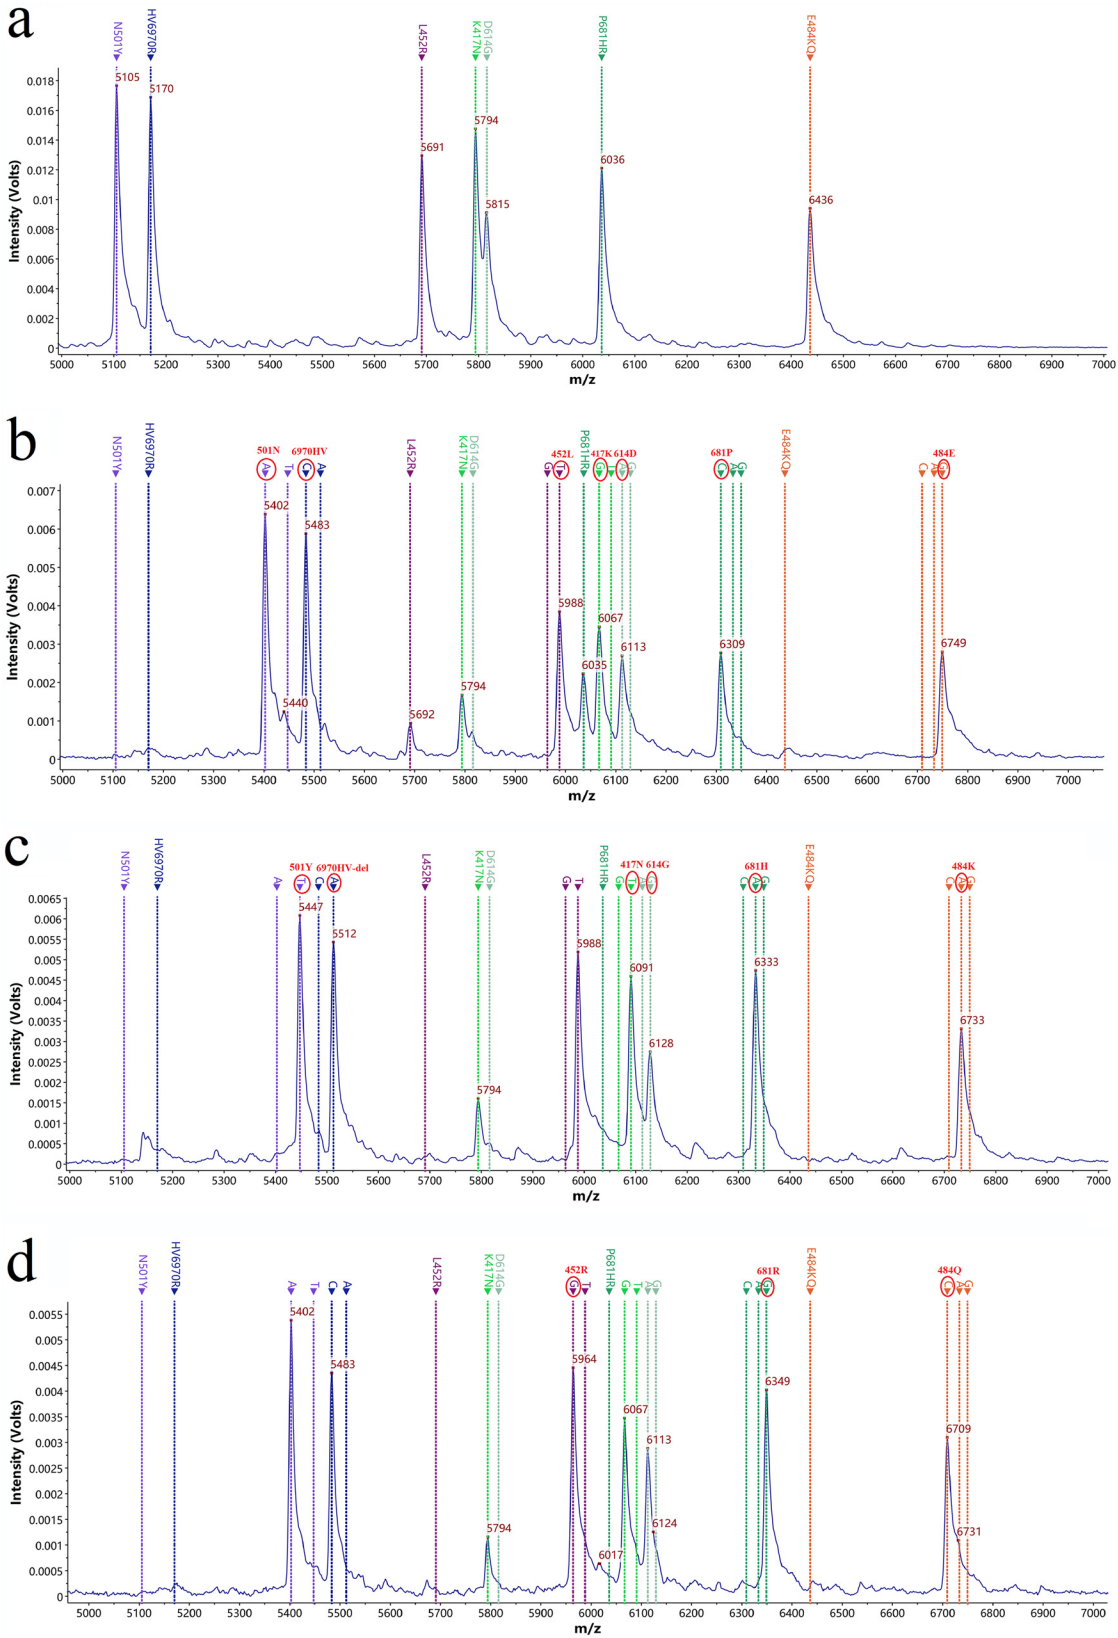 a
N501Y HV6970R L452R K417N D614G P681HR E484KQ
5105 5170 5691 5794 5815 6036 6436
Intensity (Volts)
0.018
0.016
0.014
0.012
0.01
0.008
0.006
0.004
0.002
0
5000 5100 5200 5300 5400 5500 5600 5700 5800 5900 6000 6100 6200 6300 6400 6500 6600 6700 6800 6900 7000
m/z
b
N501Y HV6970R 501N 6970HV L452R K417N D614G 452L P681HR 417K 614D 681P E484KQ 484E
A T C A G T G T A G C A G C A G
5402 5440 5483 5692 5794 5988 6035 6067 6113 6309 6749
Intensity (Volts)
0.007
0.006
0.005
0.004
0.003
0.002
0.001
0
5000 5100 5200 5300 5400 5500 5600 5700 5800 5900 6000 6100 6200 6300 6400 6500 6600 6700 6800 6900 7000
m/z
c
N501Y HV6970R 501Y 6970HV-del L452R K417N D614G P681HR 417N 614G 681H E484KQ 484K
A T C A G T G T A G C A G C A G
5447 5512 5794 5988 6091 6128 6333 6733
Intensity (Volts)
0.0065
0.006
0.0055
0.005
0.0045
0.004
0.0035
0.003
0.0025
0.002
0.0015
0.001
0.0005
0
5000 5100 5200 5300 5400 5500 5600 5700 5800 5900 6000 6100 6200 6300 6400 6500 6600 6700 6800 6900 7000
m/z
d
N501Y HV6970R L452R K417N D614G 452R P681HR 681R E484KQ 484Q
A T C A G T G T A G C A G C A G
5402 5483 5794 5964 6017 6067 6113 6124 6349 6709 6731
Intensity (Volts)
0.0055
0.005
0.0045
0.004
0.0035
0.003
0.0025
0.002
0.0015
0.001
0.0005
0
5000 5100 5200 5300 5400 5500 5600 5700 5800 5900 6000 6100 6200 6300 6400 6500 6600 6700 6800 6900 7000
m/z